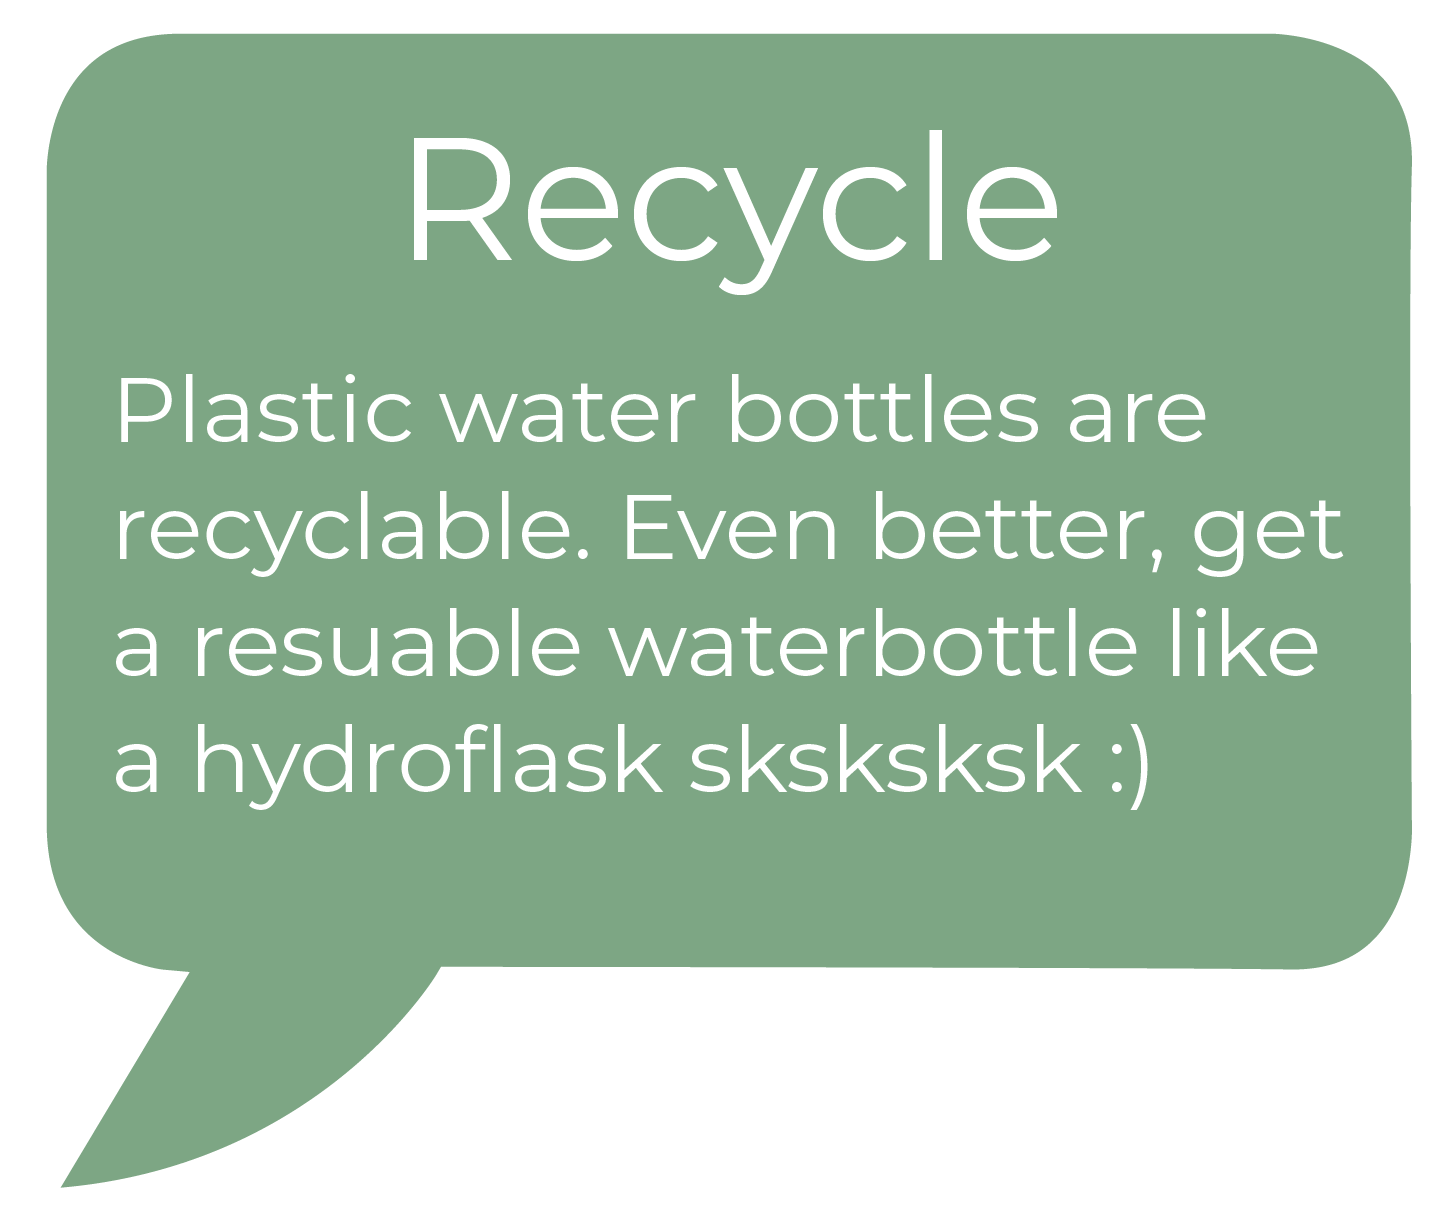 Recycle
Plastic water bottles are
recyclable. Even better, get
a resuable waterbottle like
a hydroflask sksksksk :)